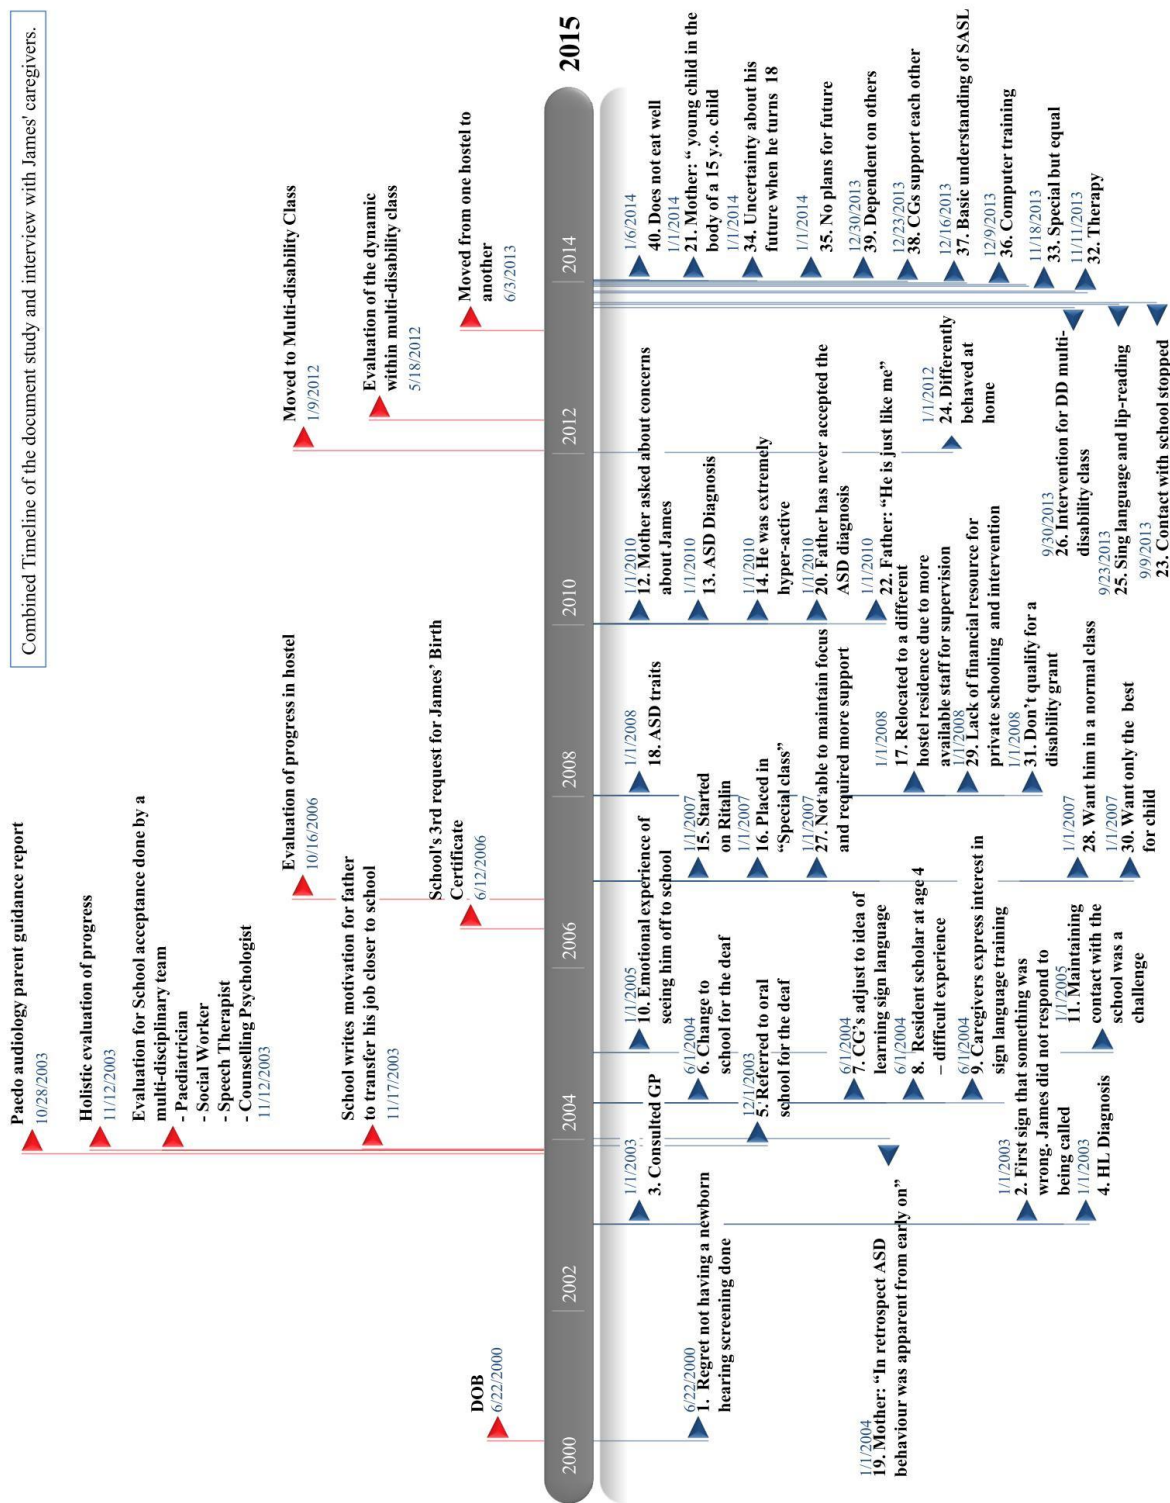 Combined Timeline of the document study and interview with James' caregivers.
Paedo audiology parent guidance report
10/28/2003
Holistic evaluation of progress
11/12/2003
Evaluation for School acceptance done by a
multi-disciplinary team
- Paediatrician
- Social Worker
- Speech Therapist
- Counselling Psychologist
11/12/2003
School writes motivation for father
to transfer his job closer to school
11/17/2003
DOB
6/22/2000
Evaluation of progress in hostel
10/16/2006
School's 3rd request for James' Birth
Certificate
6/12/2006
Moved to Multi-disability Class
1/9/2012
Evaluation of the dynamic
within multi-disability class
5/18/2012
Moved from one hostel to
another
6/3/2013
2000
2002
2004
2006
2008
2010
2012
2014
2015
6/22/2000
1. Regret not having a newborn
hearing screening done
1/1/2004
19. Mother: “In retrospect ASD
behaviour was apparent from early on”
1/1/2003
3. Consulted GP
1/1/2003
2. First sign that something was
wrong. James did not respond to
being called
1/1/2003
4. HL Diagnosis
12/1/2003
5. Referred to oral
school for the deaf
6/1/2004
6. Change to
school for the deaf
6/1/2004
7. CG's adjust to idea of
learning sign language
6/1/2004
8. Resident scholar at age 4
– difficult experience
6/1/2004
9. Caregivers express interest in
sign language training
1/1/2005
10. Emotional experience of
seeing him off to school
1/1/2005
11. Maintaining
contact with the
school was a
challenge
1/1/2007
15. Started
on Ritalin
1/1/2007
16. Placed in
“Special class”
1/1/2007
27. Not able to maintain focus
and required more support
1/1/2007
28. Want him in a normal class
1/1/2007
30. Want only the best
for child
1/1/2008
18. ASD traits
1/1/2008
17. Relocated to a different
hostel residence due to more
available staff for supervision
1/1/2008
29. Lack of financial resource for
private schooling and intervention
1/1/2008
31. Don’t qualify for a
disability grant
1/1/2010
12. Mother asked about concerns
about James
1/1/2010
13. ASD Diagnosis
1/1/2010
14. He was extremely
hyper-active
1/1/2010
20. Father has never accepted the
ASD diagnosis
1/1/2010
22. Father: “He is just like me”
1/1/2012
24. Differently
behaved at
home
9/30/2013
26. Intervention for DD multi-
disability class
9/23/2013
25. Sing language and lip-reading
9/9/2013
23. Contact with school stopped
1/6/2014
40. Does not eat well
1/1/2014
21. Mother: “ young child in the
body of a 15 y.o. child
1/1/2014
34. Uncertainty about his
future when he turns 18
1/1/2014
35. No plans for future
12/30/2013
39. Dependent on others
12/23/2013
38. CGs support each other
12/16/2013
37. Basic understanding of SASL
12/9/2013
36. Computer training
11/18/2013
33. Special but equal
11/11/2013
32. Therapy